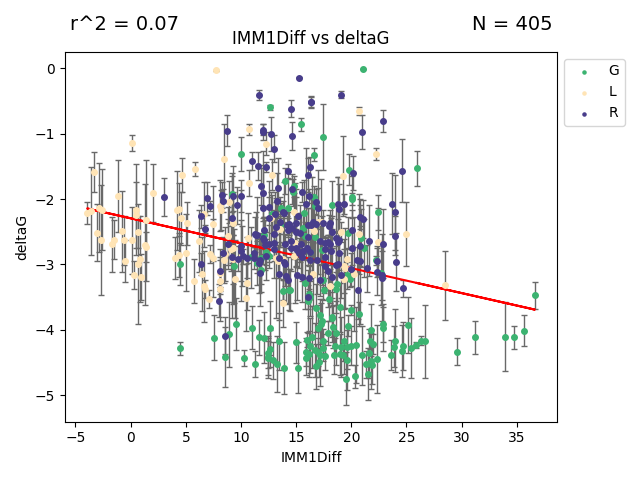 r^2 = 0.07 N = 405
IMM1Diff vs deltaG
G
L
R
0
−1
−2
−3
−4
−5
deltaG
−5 0 5 10 15 20 25 30 35
IMM1Diff